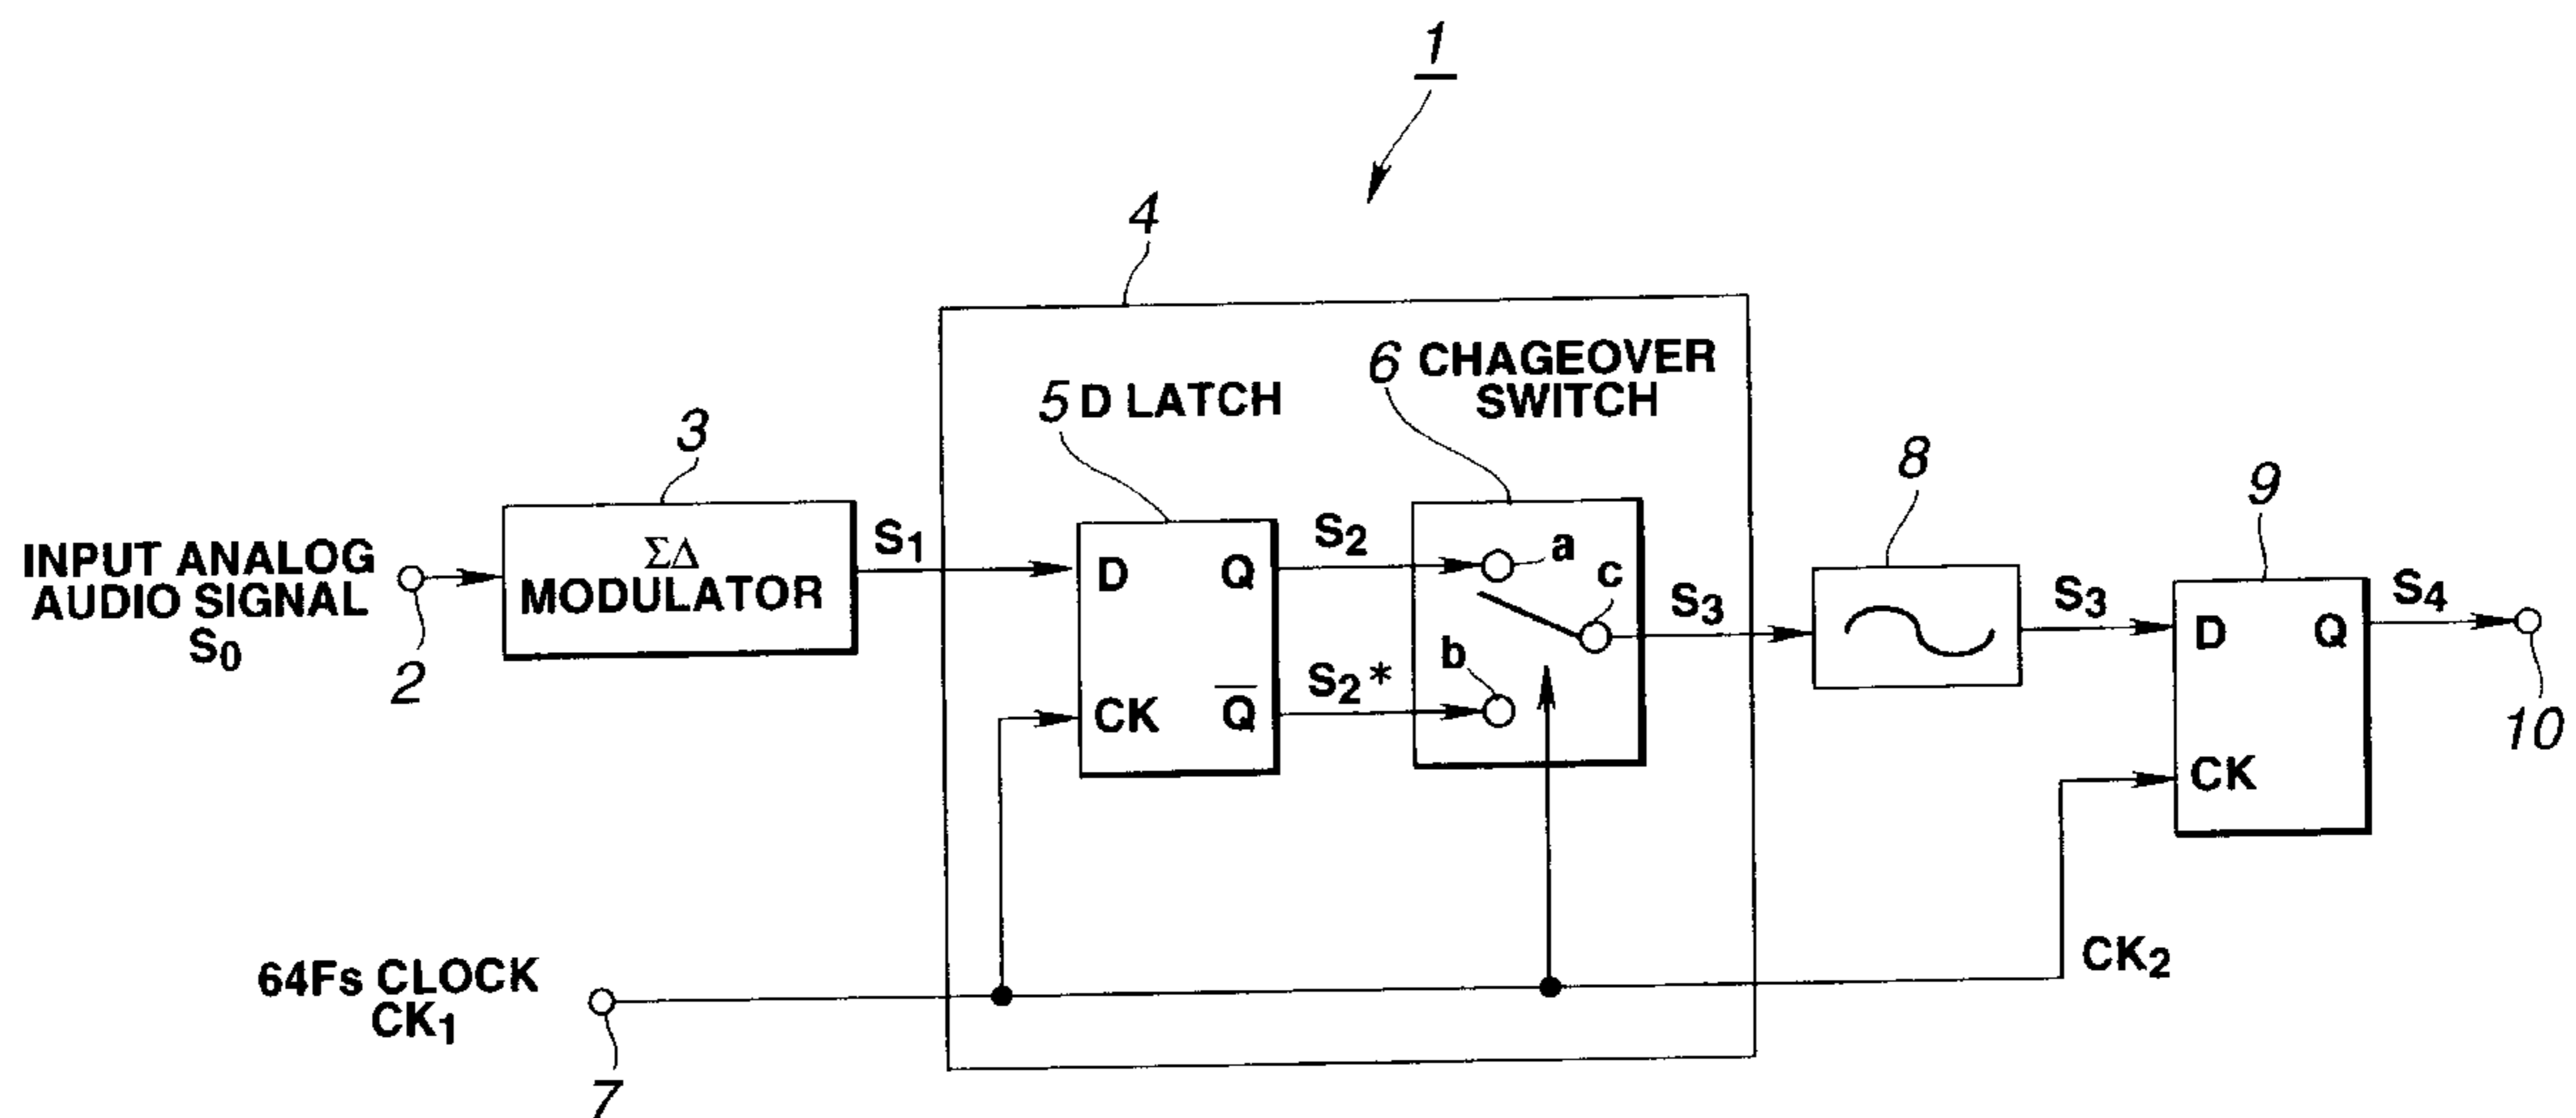 1
4
6 CHAGEOVER
SWITCH
5 D LATCH
3
8
9
INPUT ANALOG
AUDIO SIGNAL
S0
2
ΣΔ
MODULATOR
S1
D Q
CK Q
S2
S2*
a
b
c
S3
S3
D Q
CK
S4
10
64Fs CLOCK
CK1
7
CK2